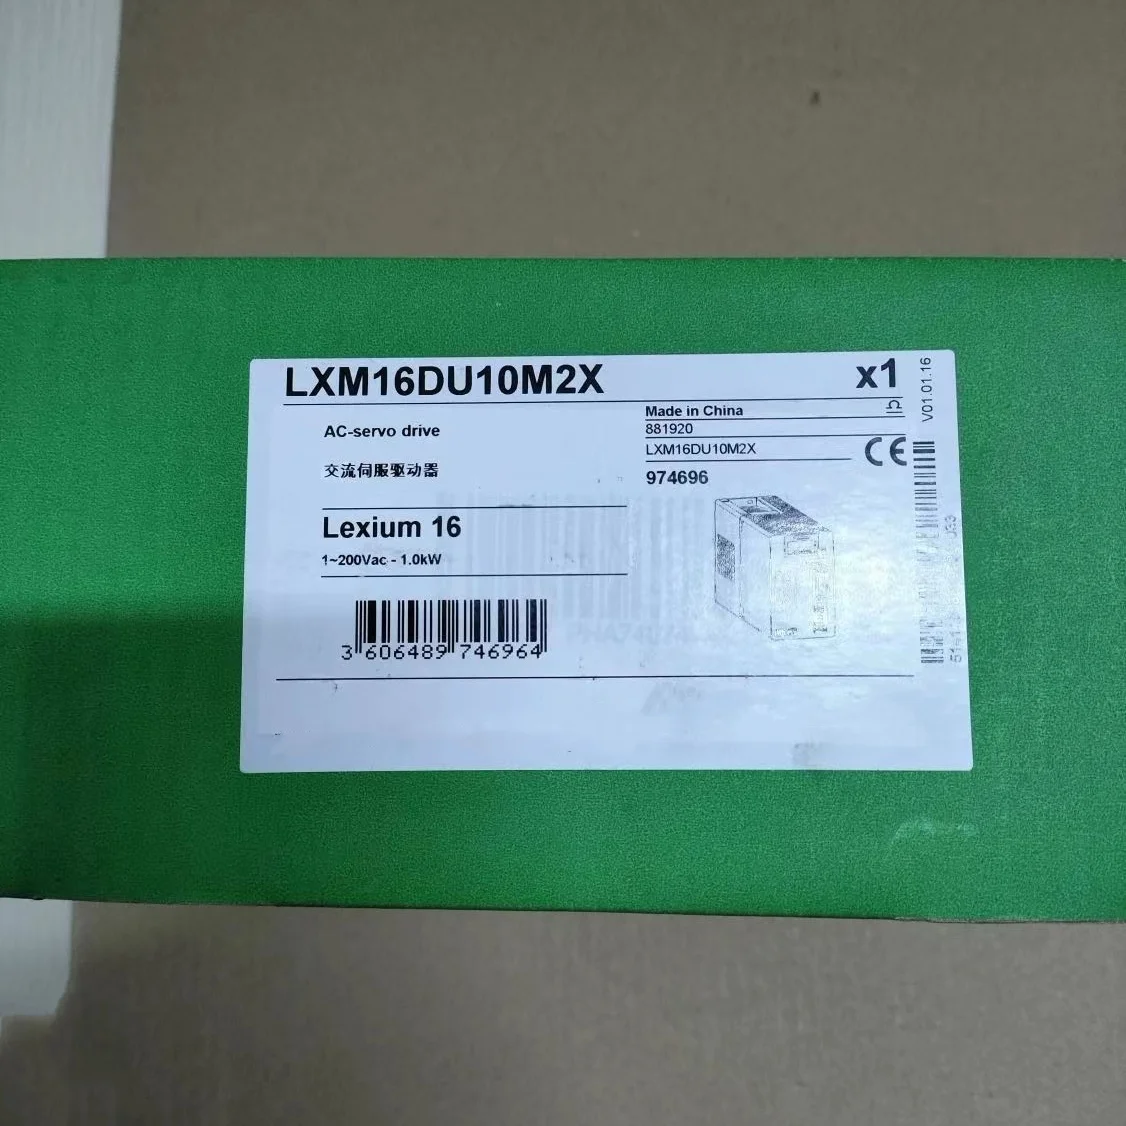 LXM16DU10M2X
x1
V01.01.16
AC-servo drive
交流伺服驱动器
Made in China
881920
LXM16DU10M2X
CE
974696
Lexium 16
1~200Vac - 1.0kW
3 606489 746964